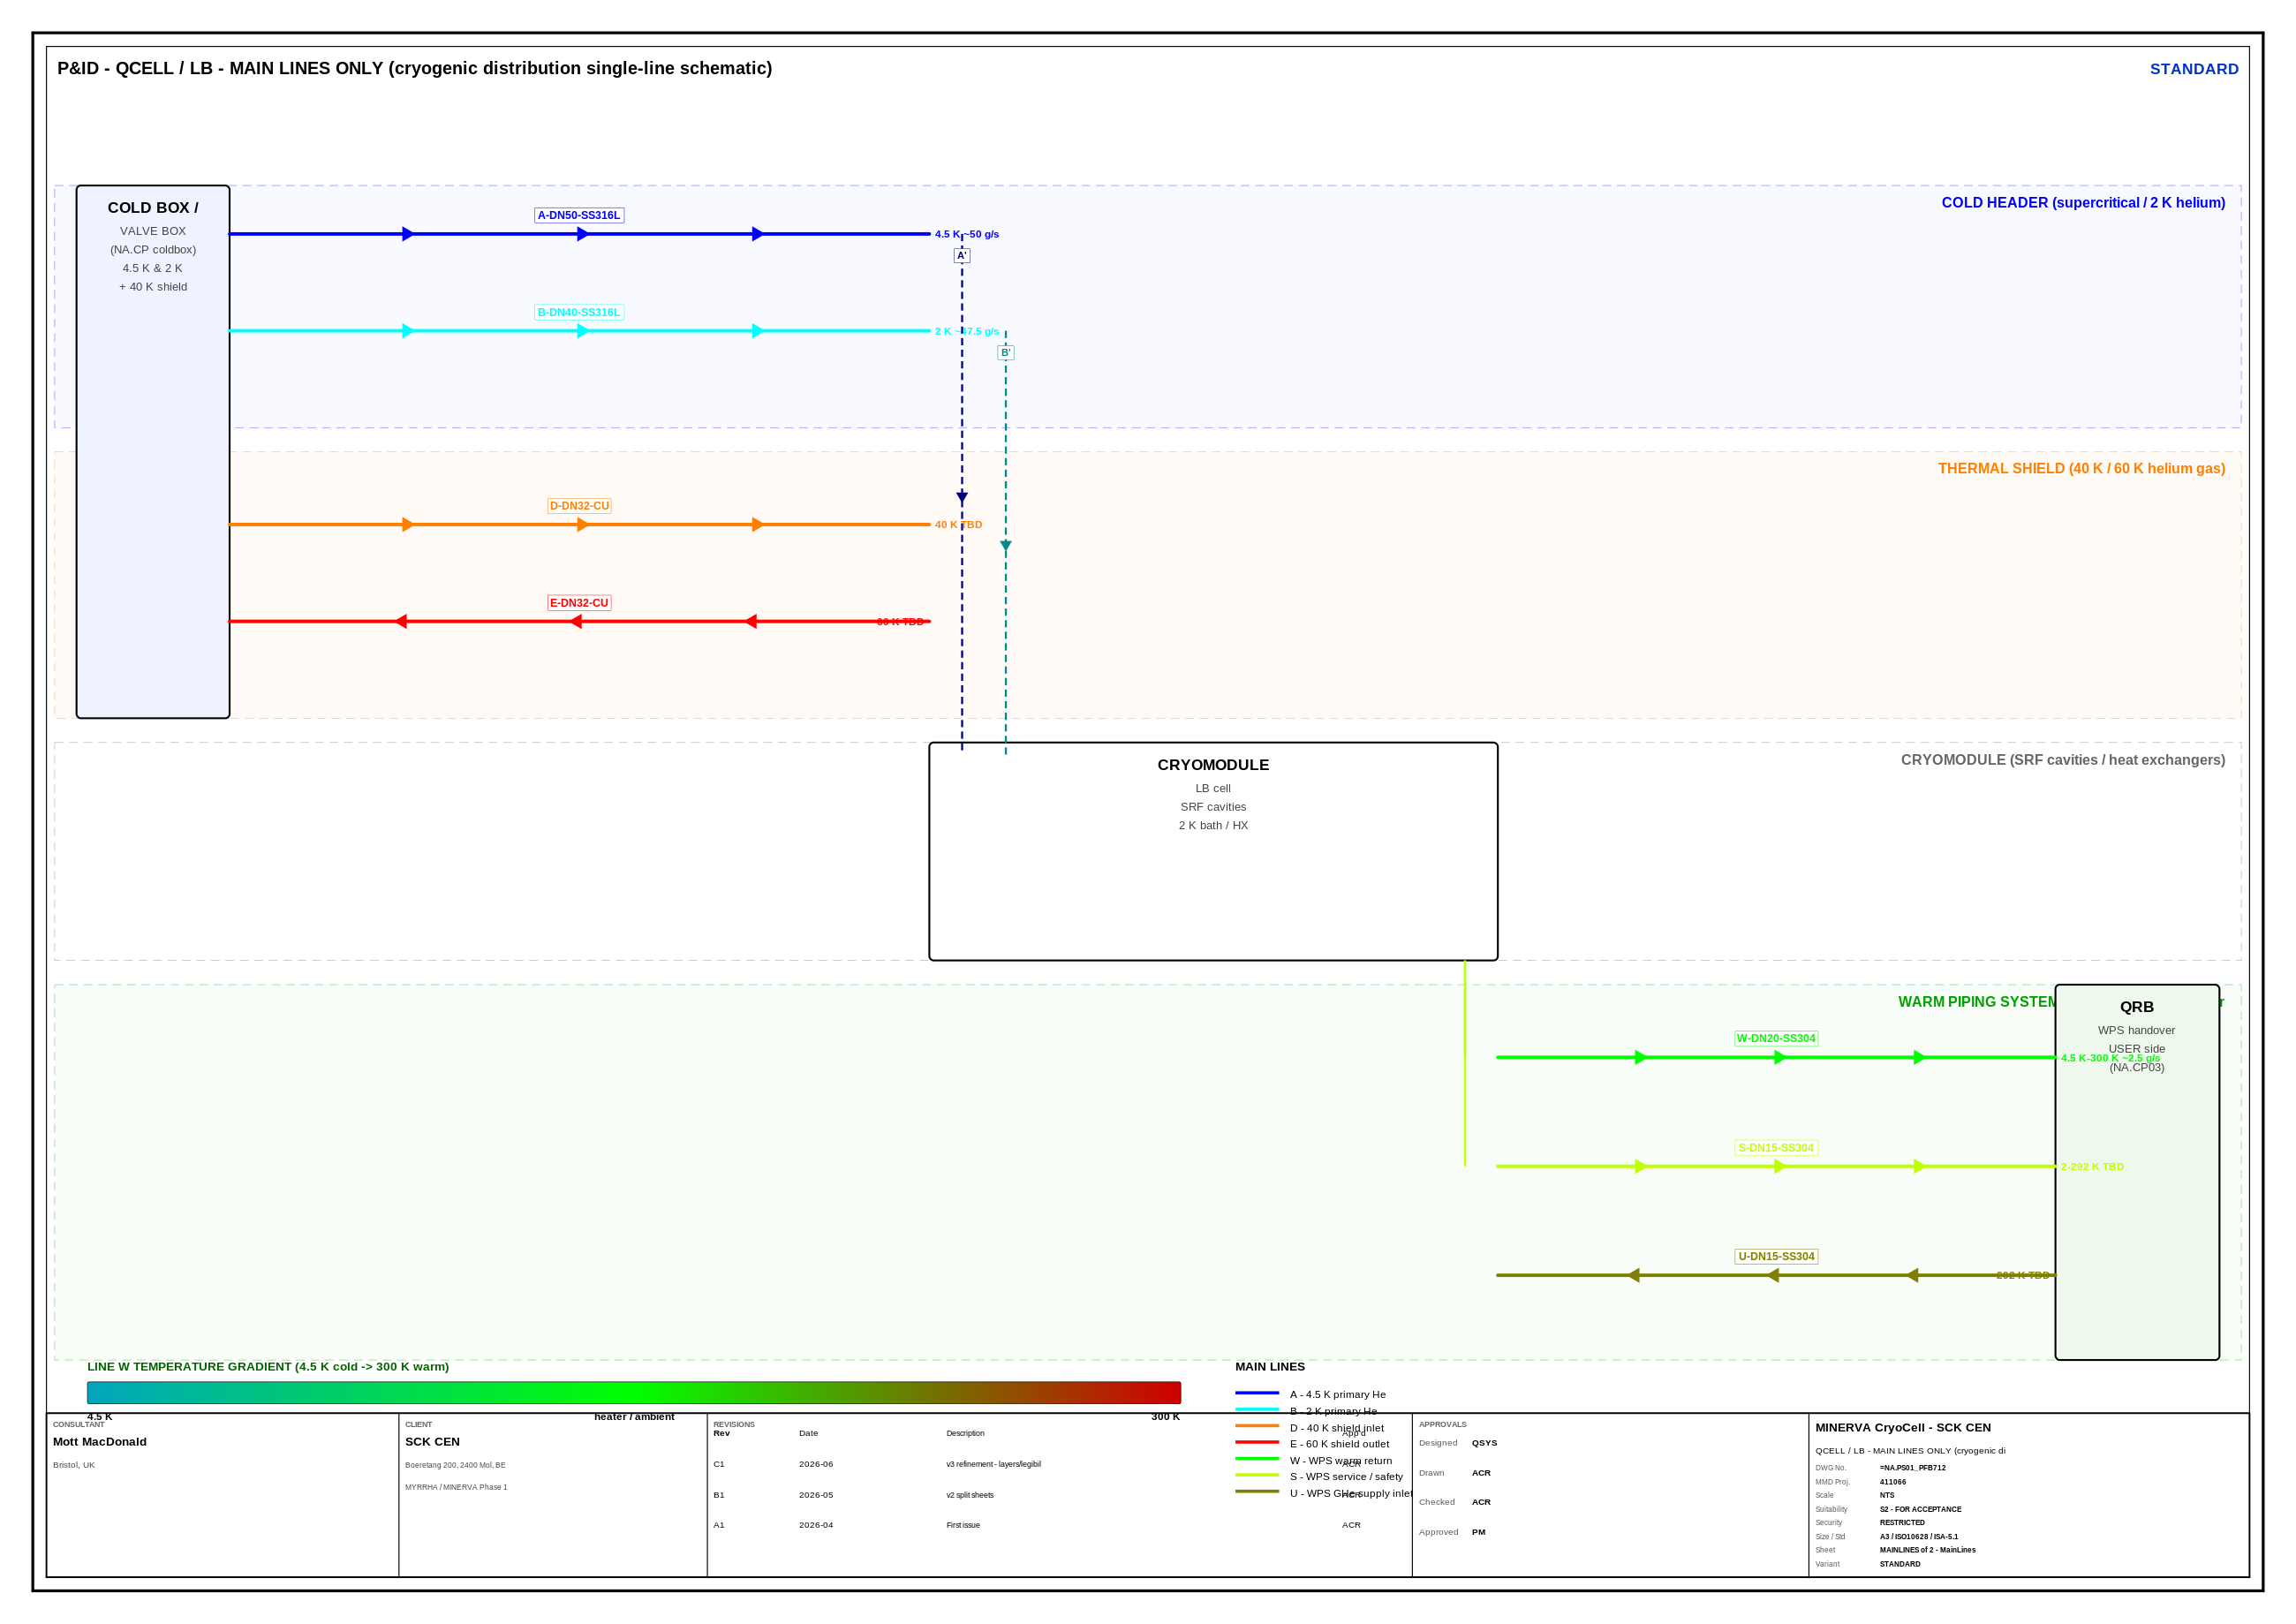 P&ID - QCELL / LB - MAIN LINES ONLY (cryogenic distribution single-line schematic)
STANDARD
COLD BOX /
VALVE BOX
(NA.CP coldbox)
4.5 K & 2 K
+ 40 K shield
COLD HEADER (supercritical / 2 K helium)
A-DN50-SS316L
4.5 K ~50 g/s
A'
B-DN40-SS316L
2 K ~47.5 g/s
B'
THERMAL SHIELD (40 K / 60 K helium gas)
D-DN32-CU
40 K TBD
E-DN32-CU
60 K TBD
CRYOMODULE (SRF cavities / heat exchangers)
CRYOMODULE
LB cell
SRF cavities
2 K bath / HX
WARM PIPING SYSTEM
QRB
WPS handover
USER side
(NA.CP03)
W-DN20-SS304
4.5 K-300 K ~2.5 g/s
S-DN15-SS304
2-292 K TBD
U-DN15-SS304
292 K TBD
LINE W TEMPERATURE GRADIENT (4.5 K cold -> 300 K warm)
4.5 K
heater / ambient
300 K
MAIN LINES
A - 4.5 K primary He
B - 2 K primary He
D - 40 K shield inlet
E - 60 K shield outlet
W - WPS warm return
S - WPS service / safety
U - WPS GHe supply inlet
CONSULTANT
Mott MacDonald
Bristol, UK
CLIENT
SCK CEN
Boeretang 200, 2400 Mol, BE
MYRRHA / MINERVA Phase 1
REVISIONS
Rev Date Description App'd
C1 2026-06 v3 refinement - layers/legibil ACR
B1 2026-05 v2 split sheets ACR
A1 2026-04 First issue ACR
APPROVALS
Designed QSYS
Drawn ACR
Checked ACR
Approved PM
MINERVA CryoCell - SCK CEN
QCELL / LB - MAIN LINES ONLY (cryogenic di
DWG No. =NA.PS01_PFB712
MMD Proj. 411066
Scale NTS
Suitability S2 - FOR ACCEPTANCE
Security RESTRICTED
Size / Std A3 / ISO10628 / ISA-5.1
Sheet MAINLINES of 2 - MainLines
Variant STANDARD